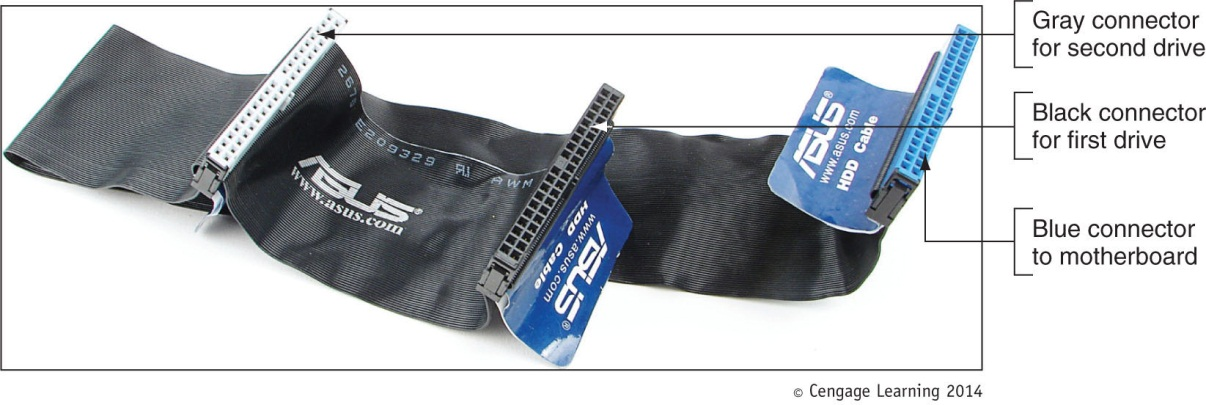 Gray connector
for second drive
Black connector
for first drive
Blue connector
to motherboard
E209329
AWM
ASUS®
www.asus.com
ASUS®
www.asus.com
HDD Cable
ASUS®
www.asus.com
HDD Cable
© Cengage Learning 2014